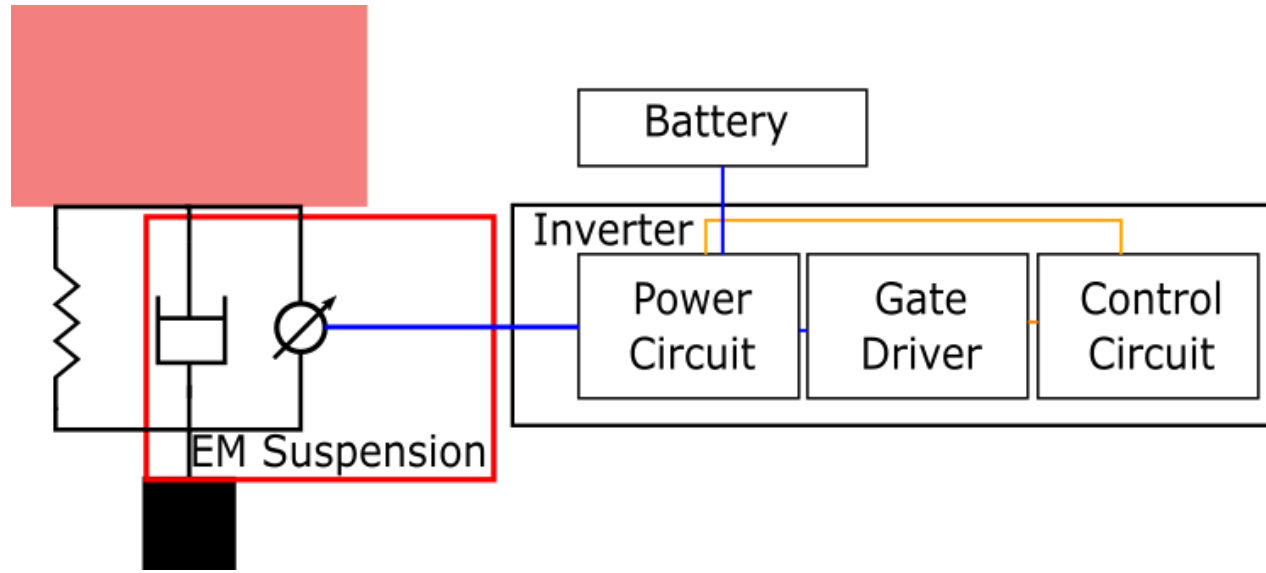 Battery
Inverter
Power
Circuit
Gate
Driver
Control
Circuit
EM Suspension